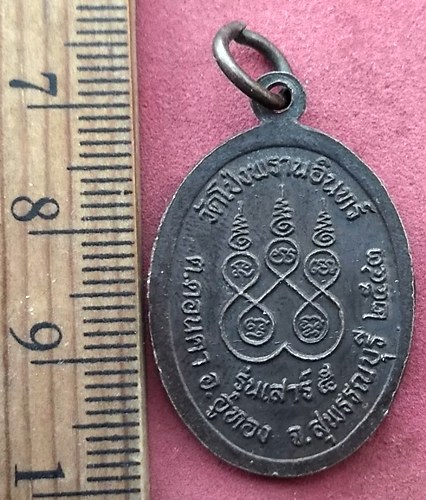 วัดโป่งพรานอินทร์
ต.ดอนคา อ.อู่ทอง จ.สุพรรณบุรี ๒๕๔๓
รุ่นเสาร์ ๕
7
8
9
1